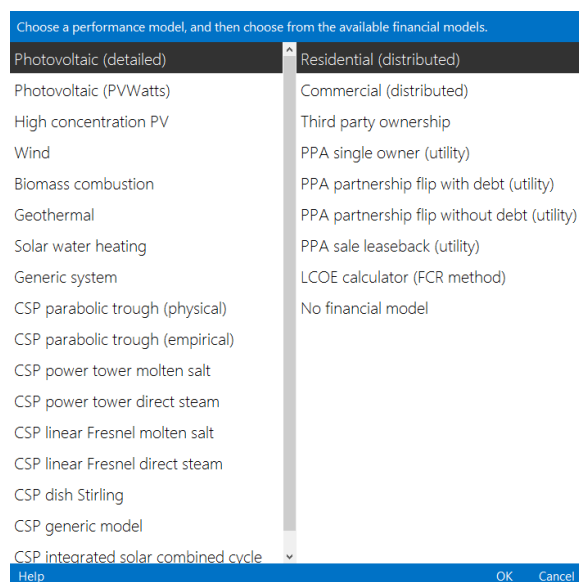 Choose a performance model, and then choose from the available financial models.
Photovoltaic (detailed)
Photovoltaic (PVWatts)
High concentration PV
Wind
Biomass combustion
Geothermal
Solar water heating
Generic system
CSP parabolic trough (physical)
CSP parabolic trough (empirical)
CSP power tower molten salt
CSP power tower direct steam
CSP linear Fresnel molten salt
CSP linear Fresnel direct steam
CSP dish Stirling
CSP generic model
CSP integrated solar combined cycle
Residential (distributed)
Commercial (distributed)
Third party ownership
PPA single owner (utility)
PPA partnership flip with debt (utility)
PPA partnership flip without debt (utility)
PPA sale leaseback (utility)
LCOE calculator (FCR method)
No financial model
Help OK Cancel